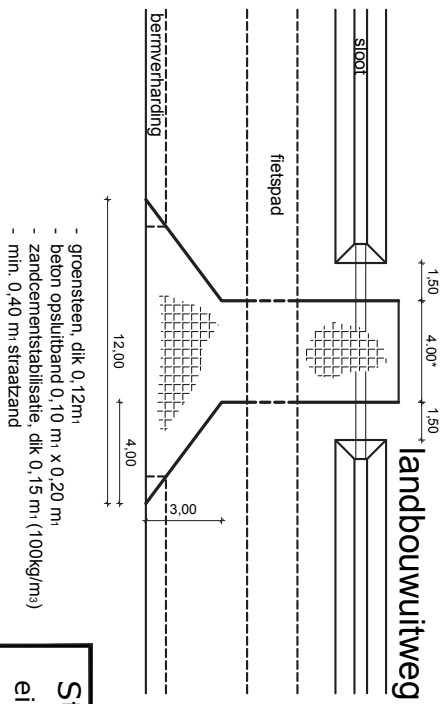 landbouwuitweg
1,50
4.00*
1,50
sloot
fietspad
bermverharding
3,00
4,00
12,00
- groensteen, dik 0,12m1
- beton opsluitband 0,10 m1 x 0,20 m1
- zandcementstabilisatie, dik 0,15 m1 (100kg/m3)
- min. 0,40 m1 straatzand